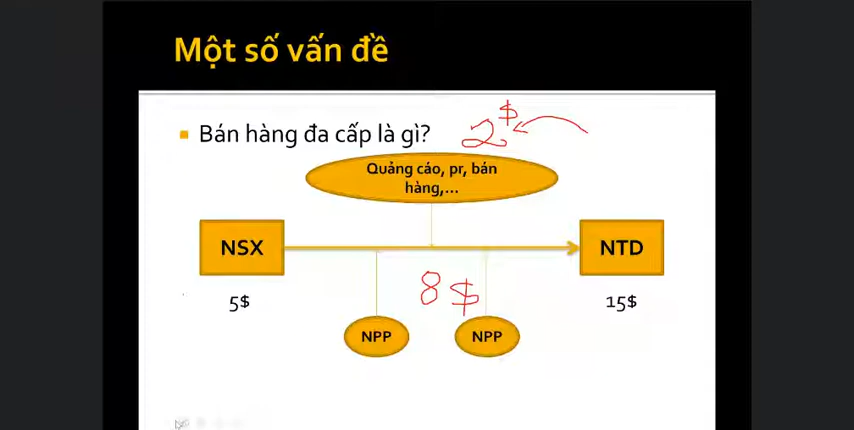 Một số vấn đề
Bán hàng đa cấp là gì?
2$
Quảng cáo, pr, bán
hàng,...
NSX
NTD
5$
8$
15$
NPP
NPP